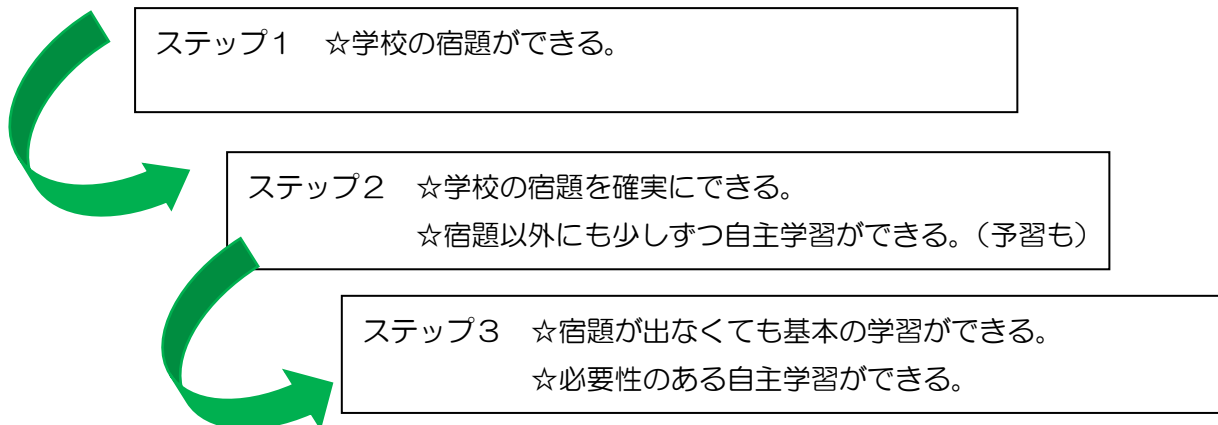 ステップ1 ☆学校の宿題ができる。
ステップ2 ☆学校の宿題を確実にできる。
☆宿題以外にも少しずつ自主学習ができる。(予習も)
ステップ3 ☆宿題が出なくても基本の学習ができる。
☆必要性のある自主学習ができる。